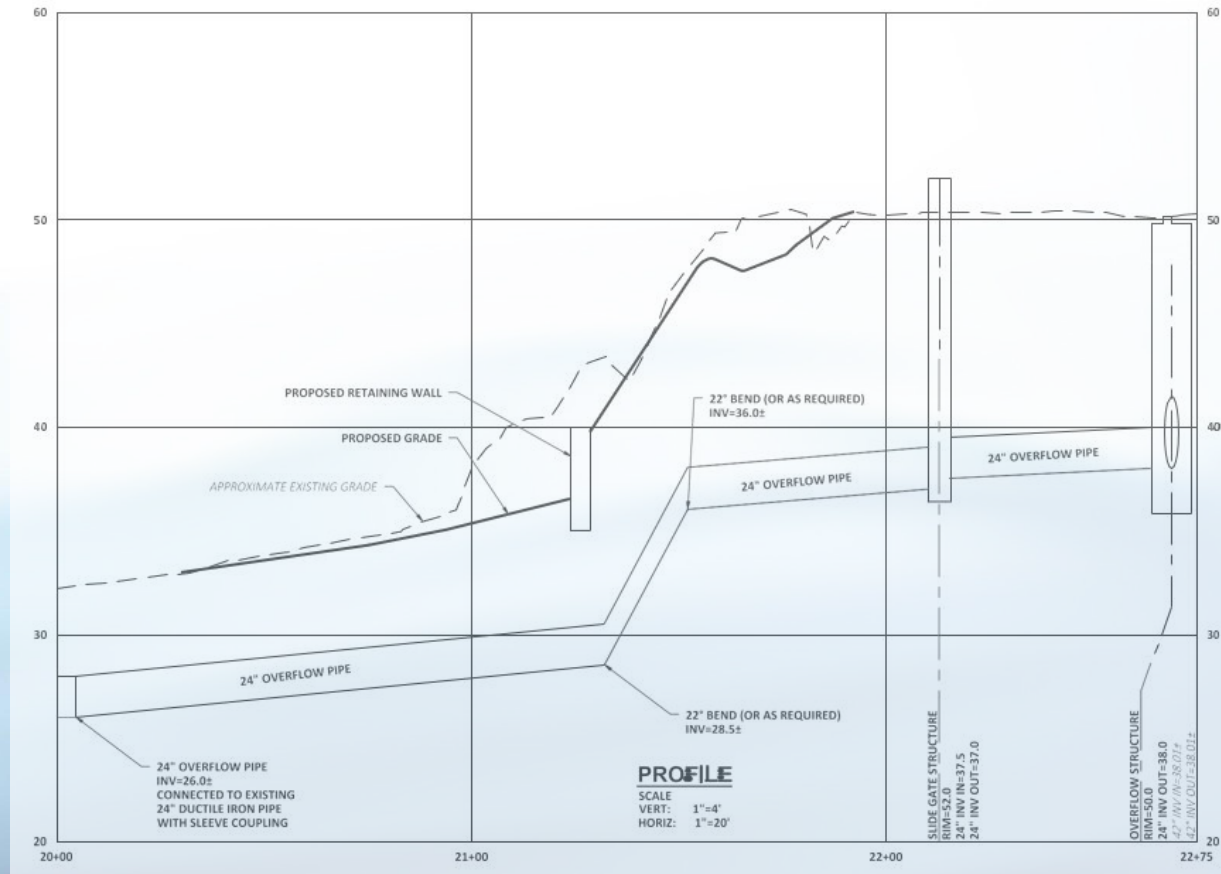 60
60
50
50
PROPOSED RETAINING WALL
22° BEND (OR AS REQUIRED)
INV=36.0±
40
40
PROPOSED GRADE
24" OVERFLOW PIPE
24" OVERFLOW PIPE
APPROXIMATE EXISTING GRADE
30
30
24" OVERFLOW PIPE
22° BEND (OR AS REQUIRED)
INV=28.5±
24" OVERFLOW PIPE
INV=26.0±
CONNECTED TO EXISTING
24" DUCTILE IRON PIPE
WITH SLEEVE COUPLING
PROFILE
SCALE
VERT: 1"=4'
HORIZ: 1"=20'
SLIDE GATE STRUCTURE
RIM=52.0
24" INV IN=37.5
24" INV OUT=37.0
OVERFLOW STRUCTURE
RIM=50.0
24" INV OUT=38.0
42" INV IN=38.01±
42" INV OUT=38.01±
20
20
20+00
21+00
22+00
22+75